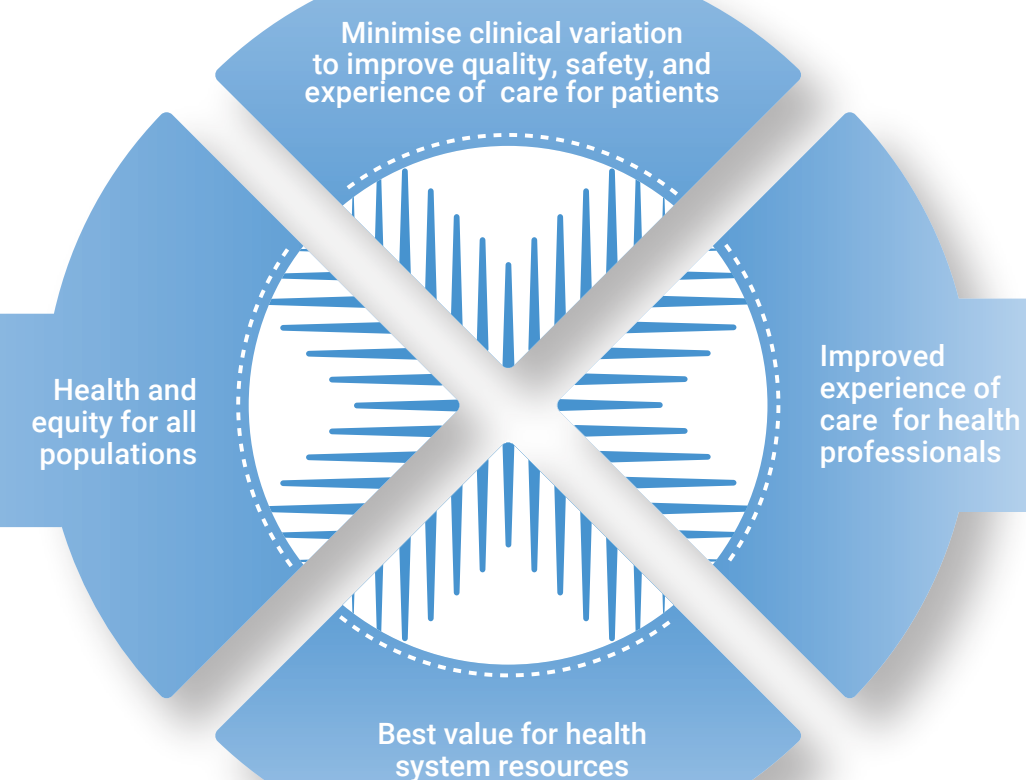 Minimise clinical variation
to improve quality, safety, and
experience of  care for patients
Health and
equity for all
populations
Improved
experience of
care  for health
professionals
Best value for health
system resources